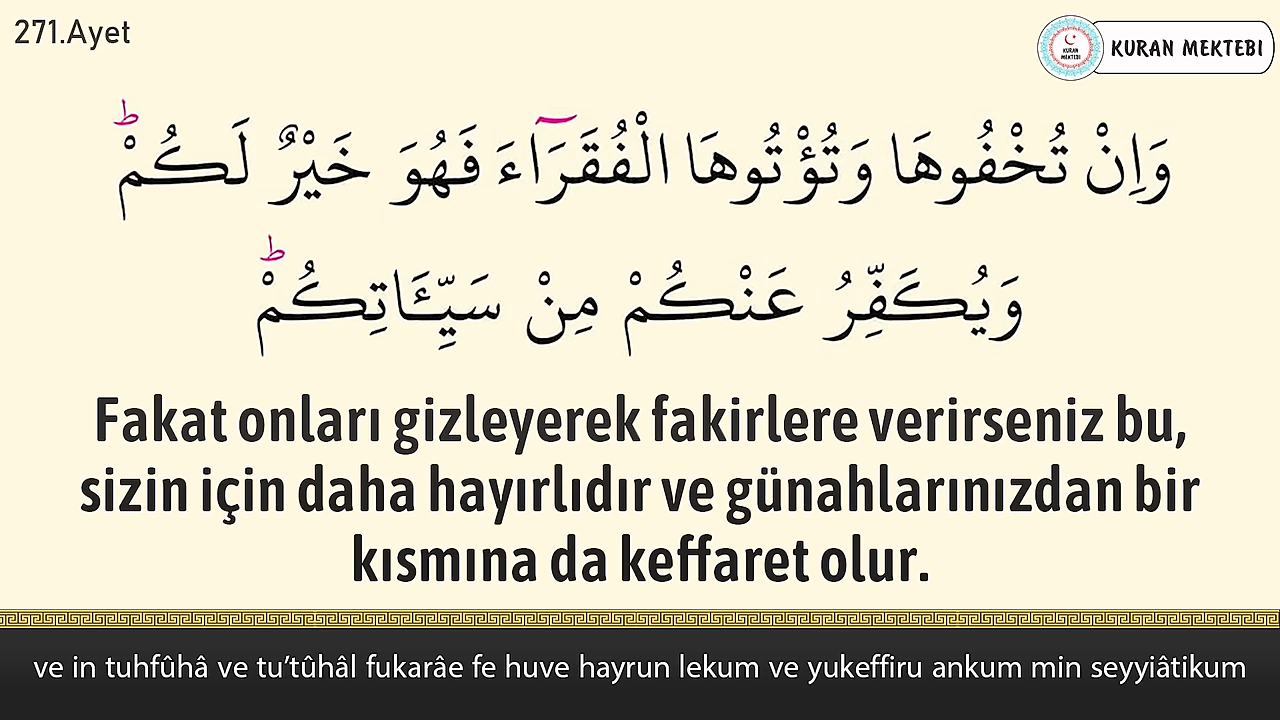 271.Ayet
KURAN MEKTEBI
KURAN
MEKTEBİ
وَاِنْ تُخْفُوهَا وَتُؤْتُوهَا الْفُقَرَٓاءَ فَهُوَ خَيْرٌ لَكُمْۜ
وَيُكَفِّرُ عَنْكُمْ مِنْ سَيِّـَٔاتِكُمْۜ
Fakat onları gizleyerek fakirlere verirseniz bu,
sizin için daha hayırlıdır ve günahlarınızdan bir
kısmına da keffaret olur.
ve in tuhfûhâ ve tu’tûhâl fukarâe fe huve hayrun lekum ve yukeffiru ankum min seyyiâtikum